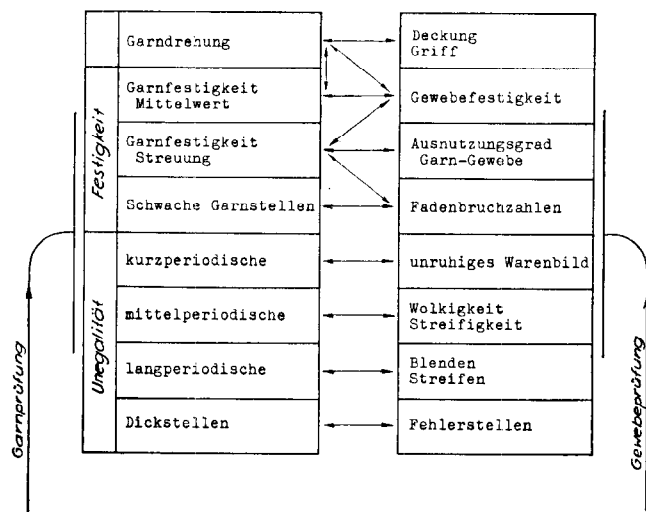 Garndrehung
Garnfestigkeit
Mittelwert
Garnfestigkeit
Streuung
Schwache Garnstellen
kurzperiodische
mittelperiodische
langperiodische
Dickstellen
Festigkeit
Unegalität
Garnprüfung
Deckung
Griff
Gewebefestigkeit
Ausnutzungsgrad
Garn-Gewebe
Fadenbruchzahlen
unruhiges Warenbild
Wolkigkeit
Streifigkeit
Blenden
Streifen
Fehlerstellen
Gewebeprüfung